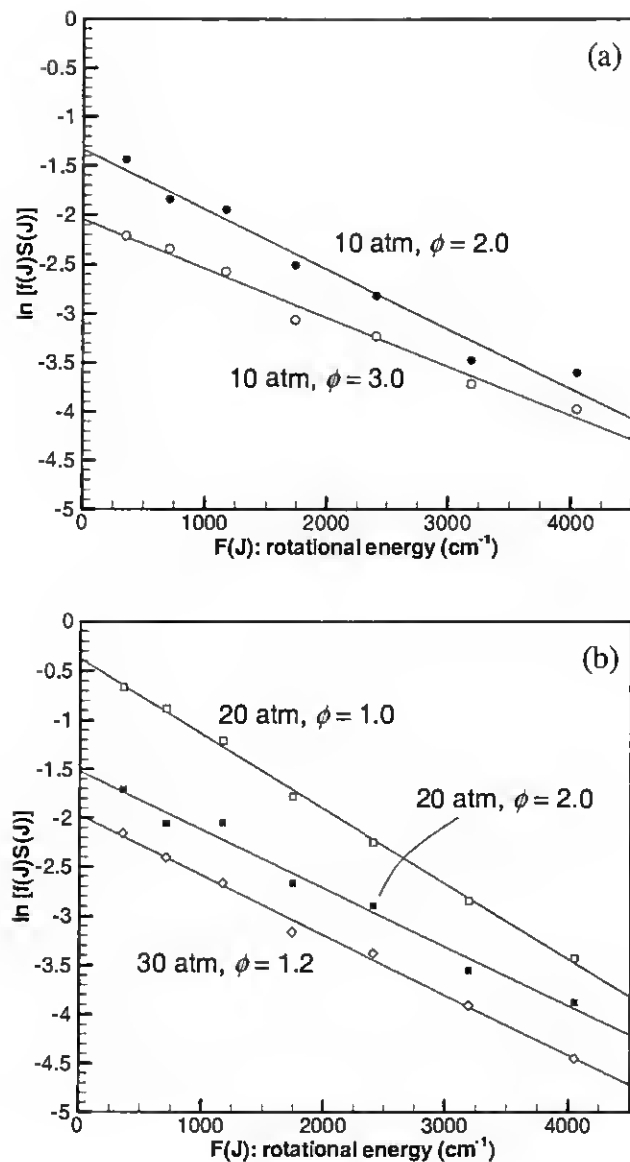 (a)
0
-0.5
-1
-1.5
-2
-2.5
-3
-3.5
-4
-4.5
-5
ln [f(J)S(J)]
10 atm, ϕ = 2.0
10 atm, ϕ = 3.0
0 1000 2000 3000 4000
F(J): rotational energy (cm⁻¹)
(b)
0
-0.5
-1
-1.5
-2
-2.5
-3
-3.5
-4
-4.5
-5
ln [f(J)S(J)]
20 atm, ϕ = 1.0
20 atm, ϕ = 2.0
30 atm, ϕ = 1.2
0 1000 2000 3000 4000
F(J): rotational energy (cm⁻¹)